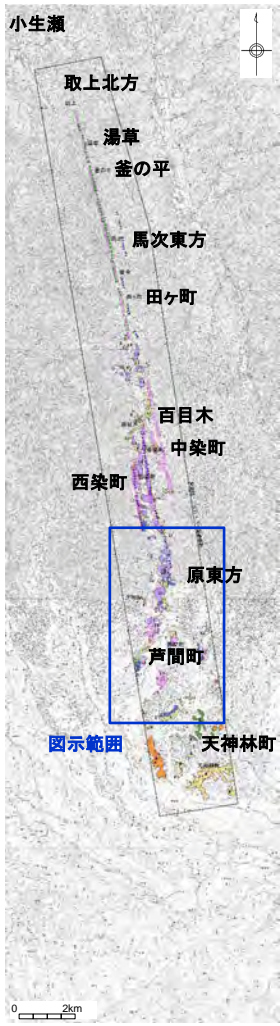 小生瀬
取上北方
湯草
釜の平
馬次東方
田ヶ町
百目木
中染町
西染町
原東方
芦間町
図示範囲
天神林町
0 2km